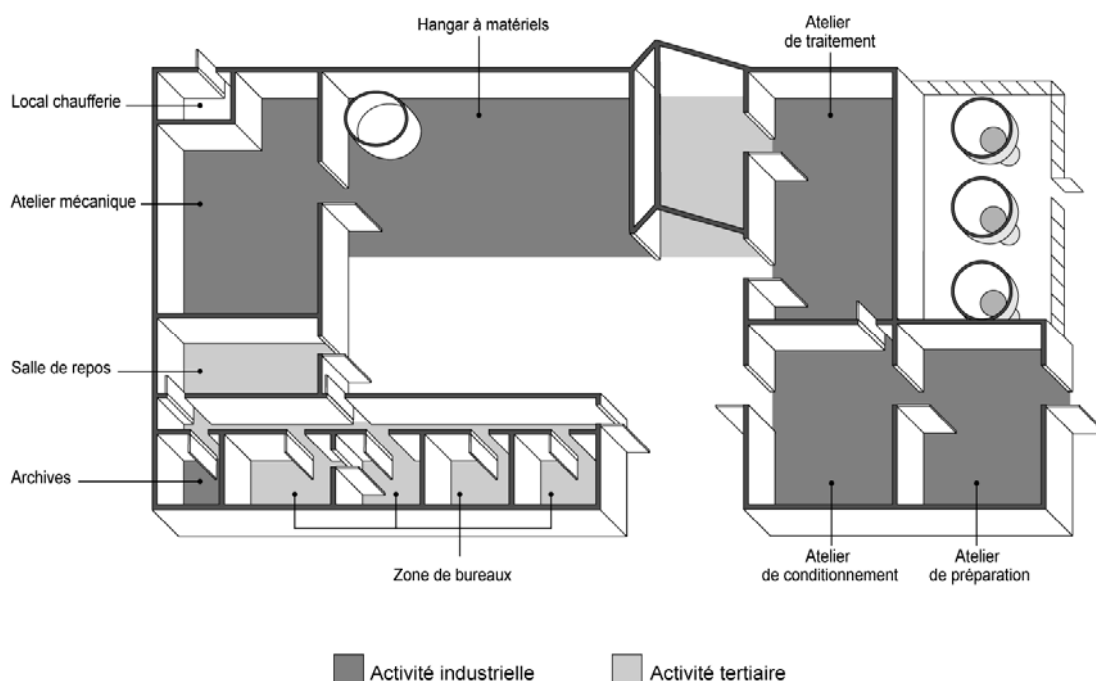 Hangar à matériels
Atelier
de traitement
Local chaufferie
Atelier mécanique
Salle de repos
Archives
Zone de bureaux
Atelier
de conditionnement
Atelier
de préparation
Activité industrielle
Activité tertiaire